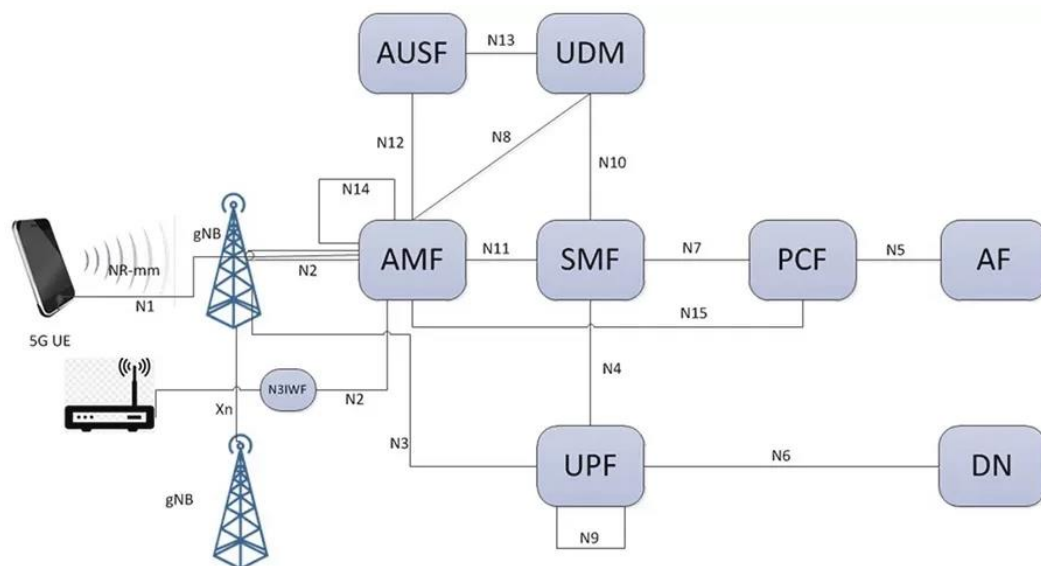 AUSF
N13
UDM
N12
N8
N10
N14
gNB
NR-mm
N2
AMF
N11
SMF
N7
PCF
N5
AF
N1
N15
5G UE
N4
N3IWF
N2
Xn
N3
UPF
N6
DN
gNB
N9